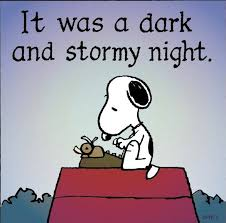 It was a dark
and stormy night.